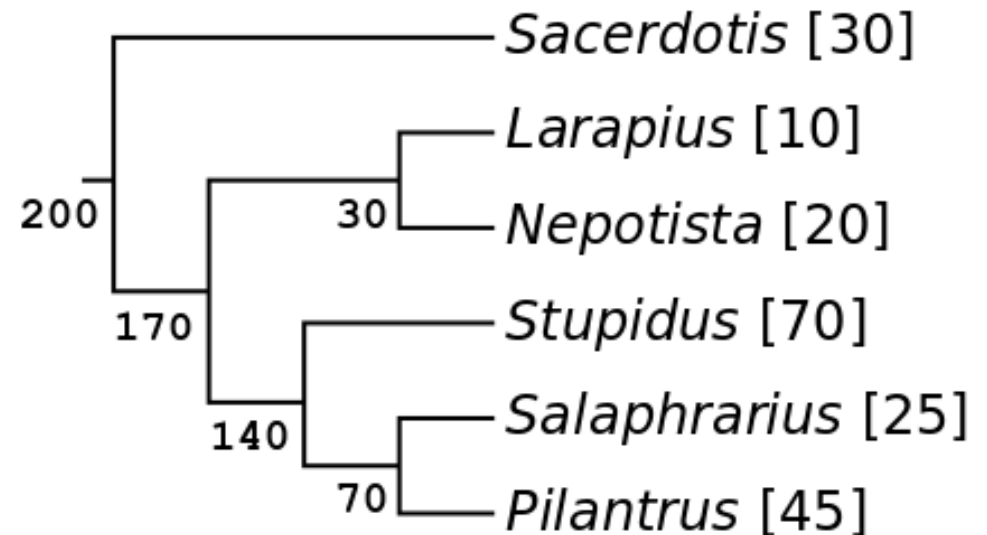 Sacerdotis [30]
Larapius [10]
200
30
Nepotista [20]
170
Stupidus [70]
140
Salaphrarius [25]
70
Pilantrus [45]